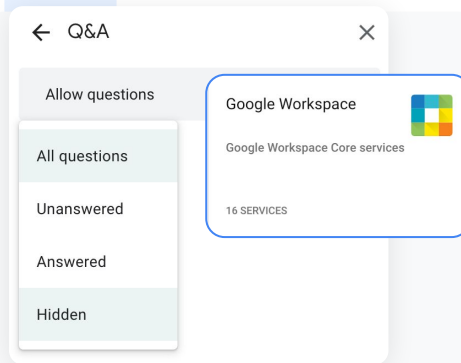 Q&A
Allow questions
All questions
Unanswered
Answered
Hidden
Google Workspace
Google Workspace Core services
16 SERVICES